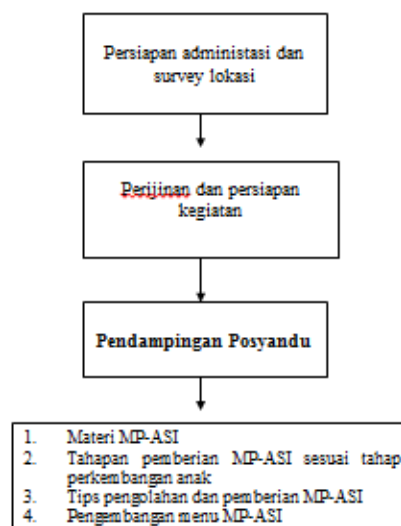 Persiapan administasi dan
survey lokasi
Perijinan dan persiapan
kegiatan
Pendampingan Posyandu
1. Materi MP-ASI
2. Tahapan pemberian MP-ASI sesuai tahap
perkembangan anak
3. Tips pengolahan dan pemberian MP-ASI
4. Pengembangan menu MP-ASI